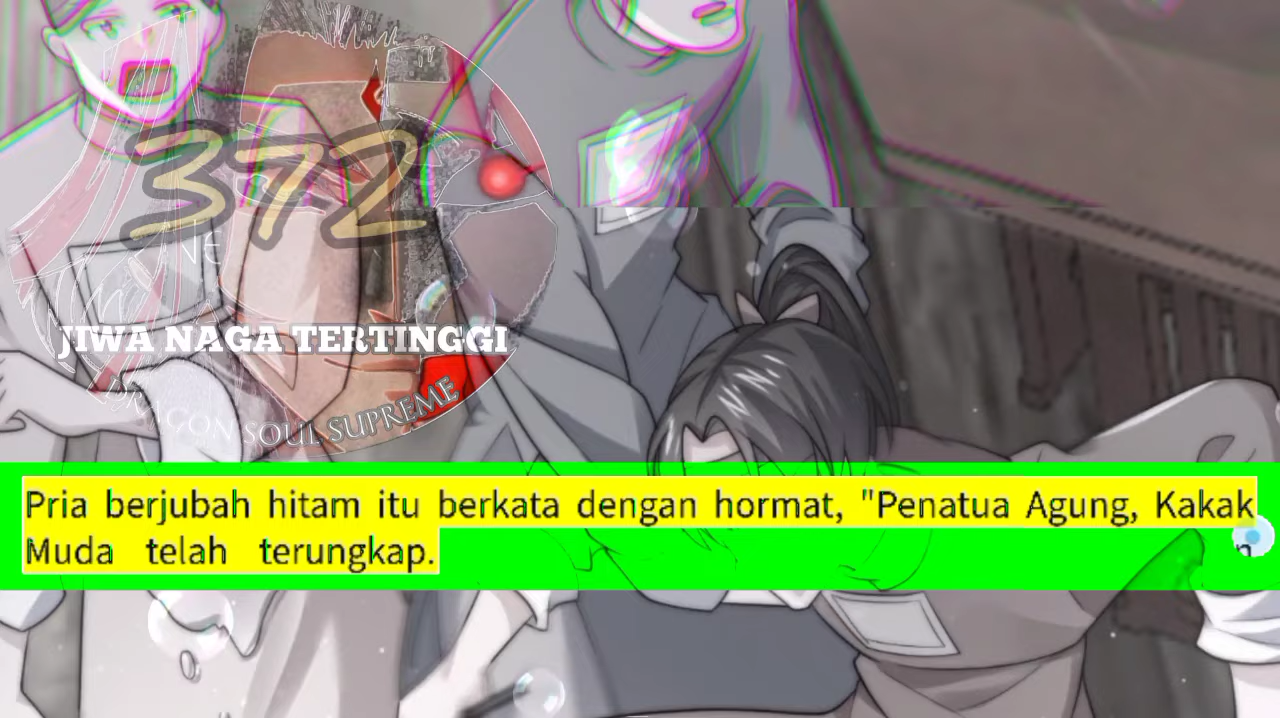 372
JIWA NAGA TERTINGGI
DRAGON SOUL SUPREME
Pria berjubah hitam itu berkata dengan hormat, "Penatua Agung, Kakak
Muda telah terungkap.